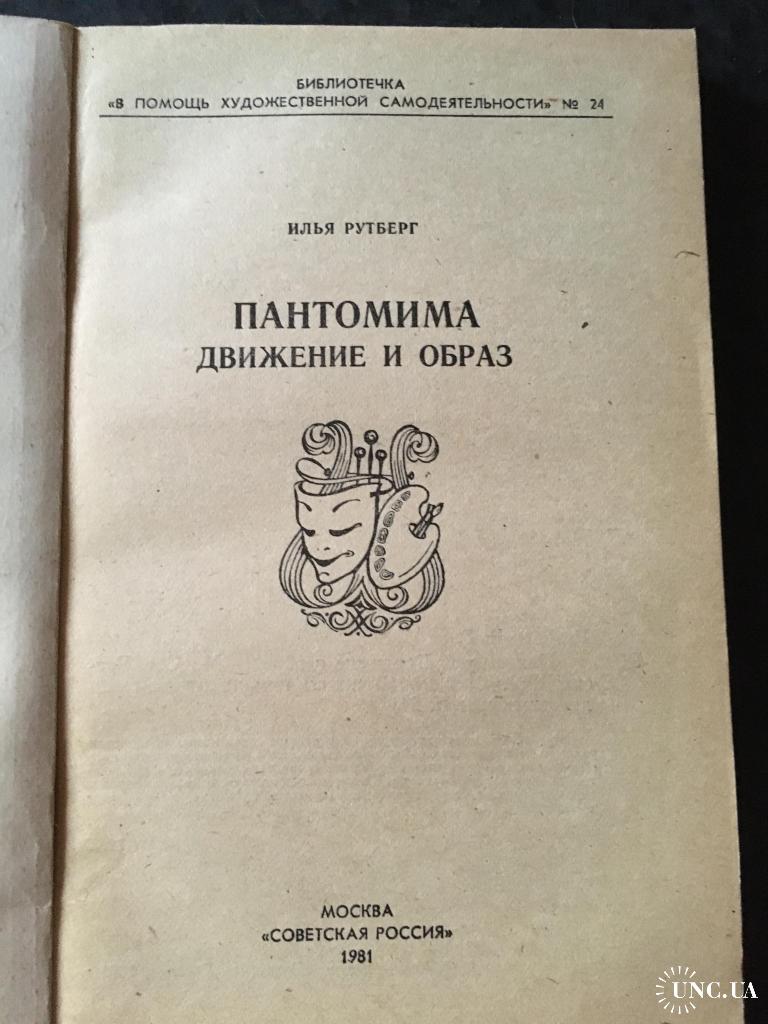 БИБЛИОТЕЧКА
«В ПОМОЩЬ ХУДОЖЕСТВЕННОЙ САМОДЕЯТЕЛЬНОСТИ» № 24
ИЛЬЯ РУТБЕРГ
ПАНТОМИМА
ДВИЖЕНИЕ И ОБРАЗ
МОСКВА
«СОВЕТСКАЯ РОССИЯ»
1981
UNC.UA